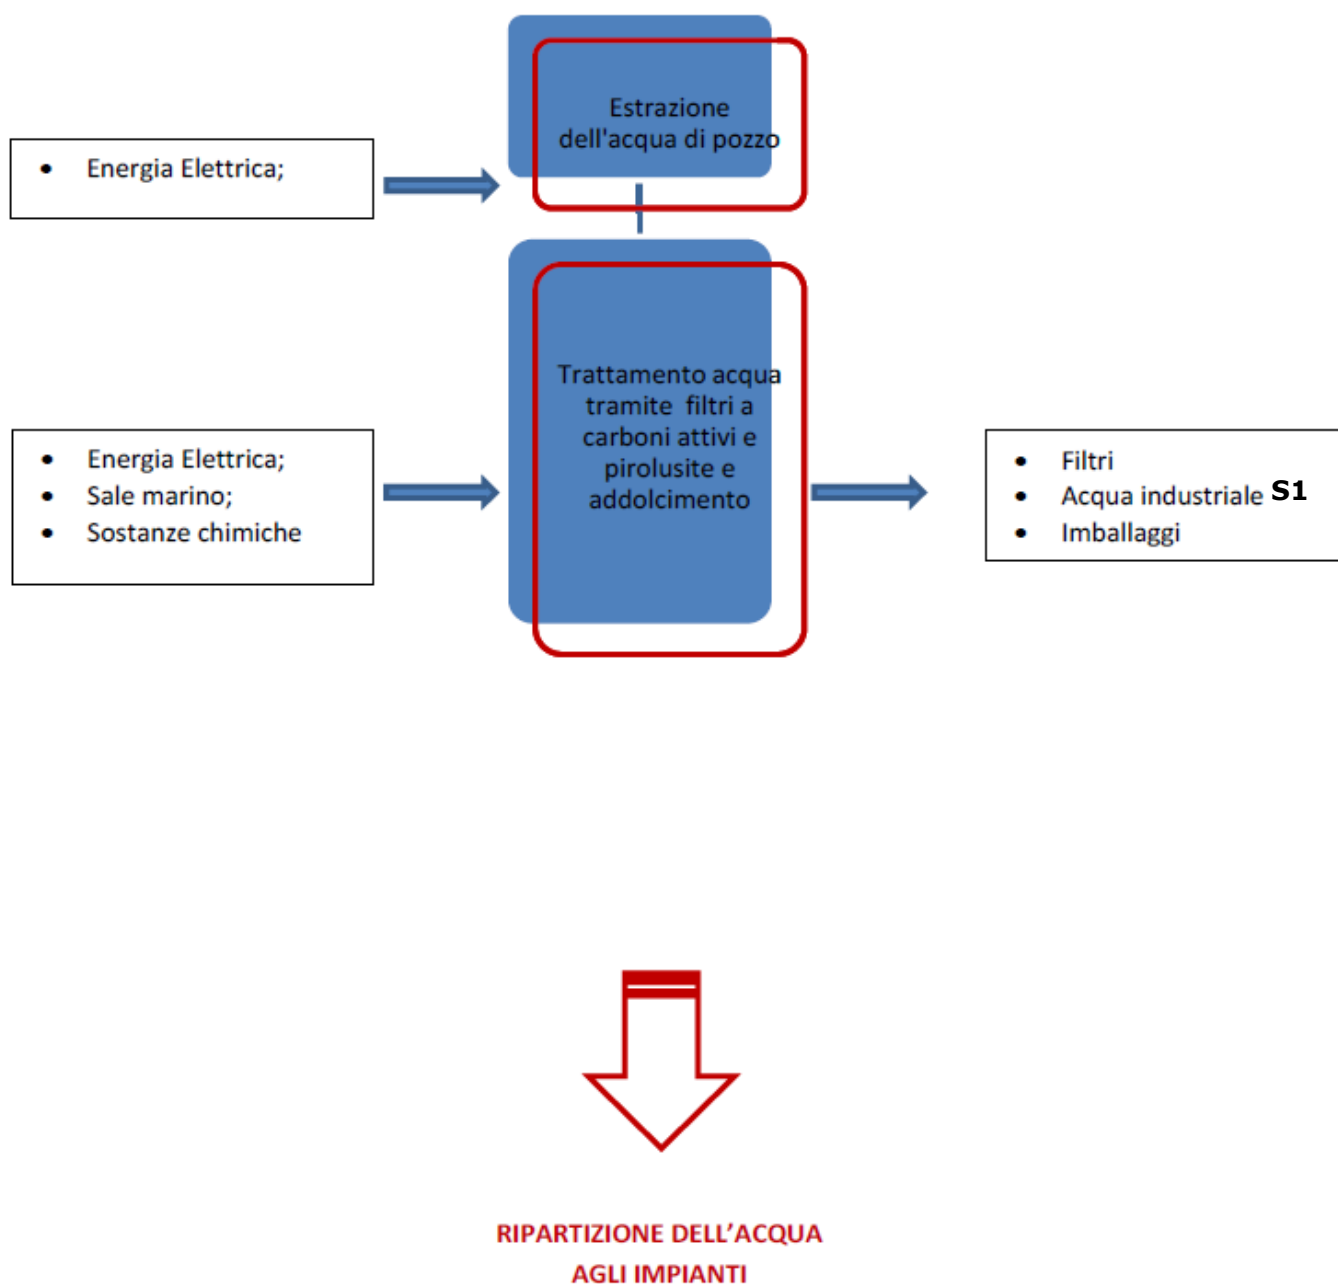 Estrazione
dell'acqua di pozzo
• Energia Elettrica;
Trattamento acqua
tramite filtri a
carboni attivi e
pirolusite e
addolcimento
• Energia Elettrica;
• Sale marino;
• Sostanze chimiche
• Filtri
• Acqua industriale S1
• Imballaggi
RIPARTIZIONE DELL’ACQUA
AGLI IMPIANTI